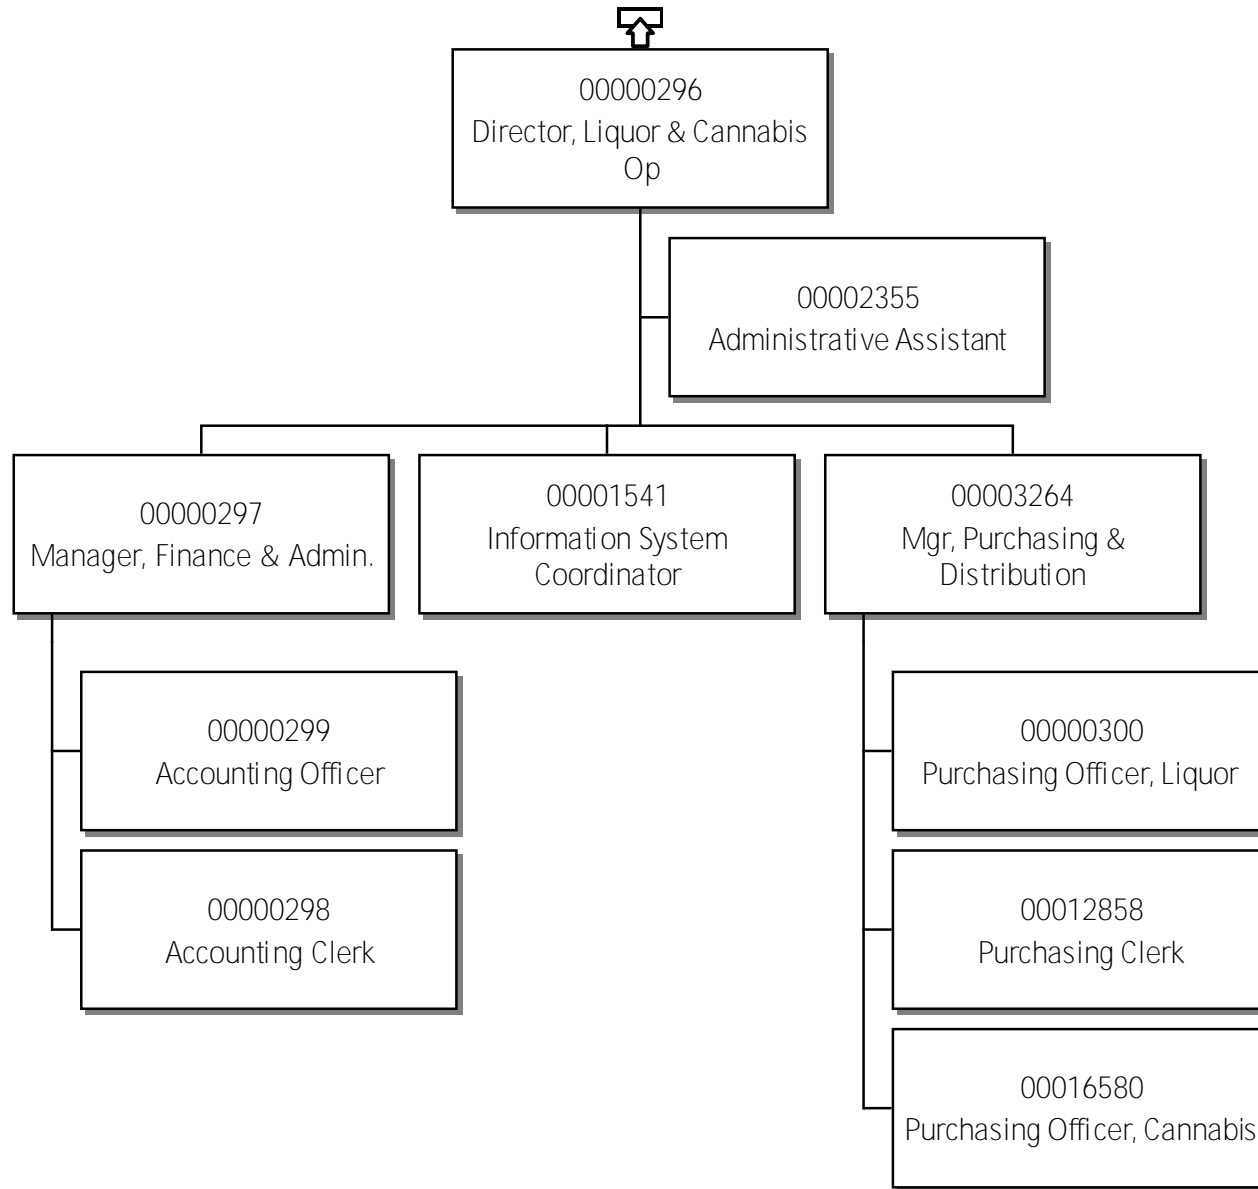 00000296
Director, Liquor & Cannabis
Op
00002355
Administrative Assistant
00000297
Manager, Finance & Admin.
00001541
Information System
Coordinator
00003264
Mgr, Purchasing &
Distribution
00000299
Accounting Officer
00000298
Accounting Clerk
00000300
Purchasing Officer, Liquor
00012858
Purchasing Clerk
00016580
Purchasing Officer, Cannabis